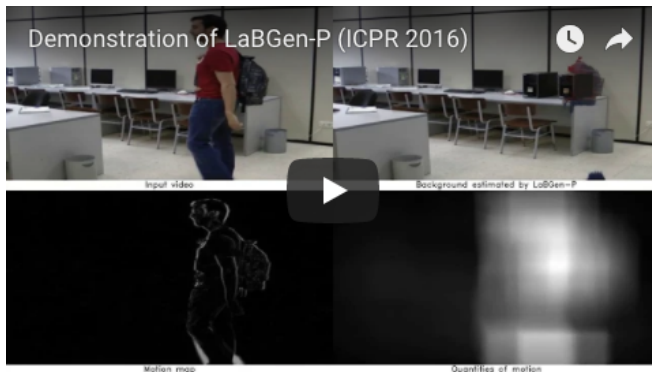 Demonstration of LaBGen-P (ICPR 2016)
Input video
Background estimated by LaBGen-P
Motion map
Quantities of motion